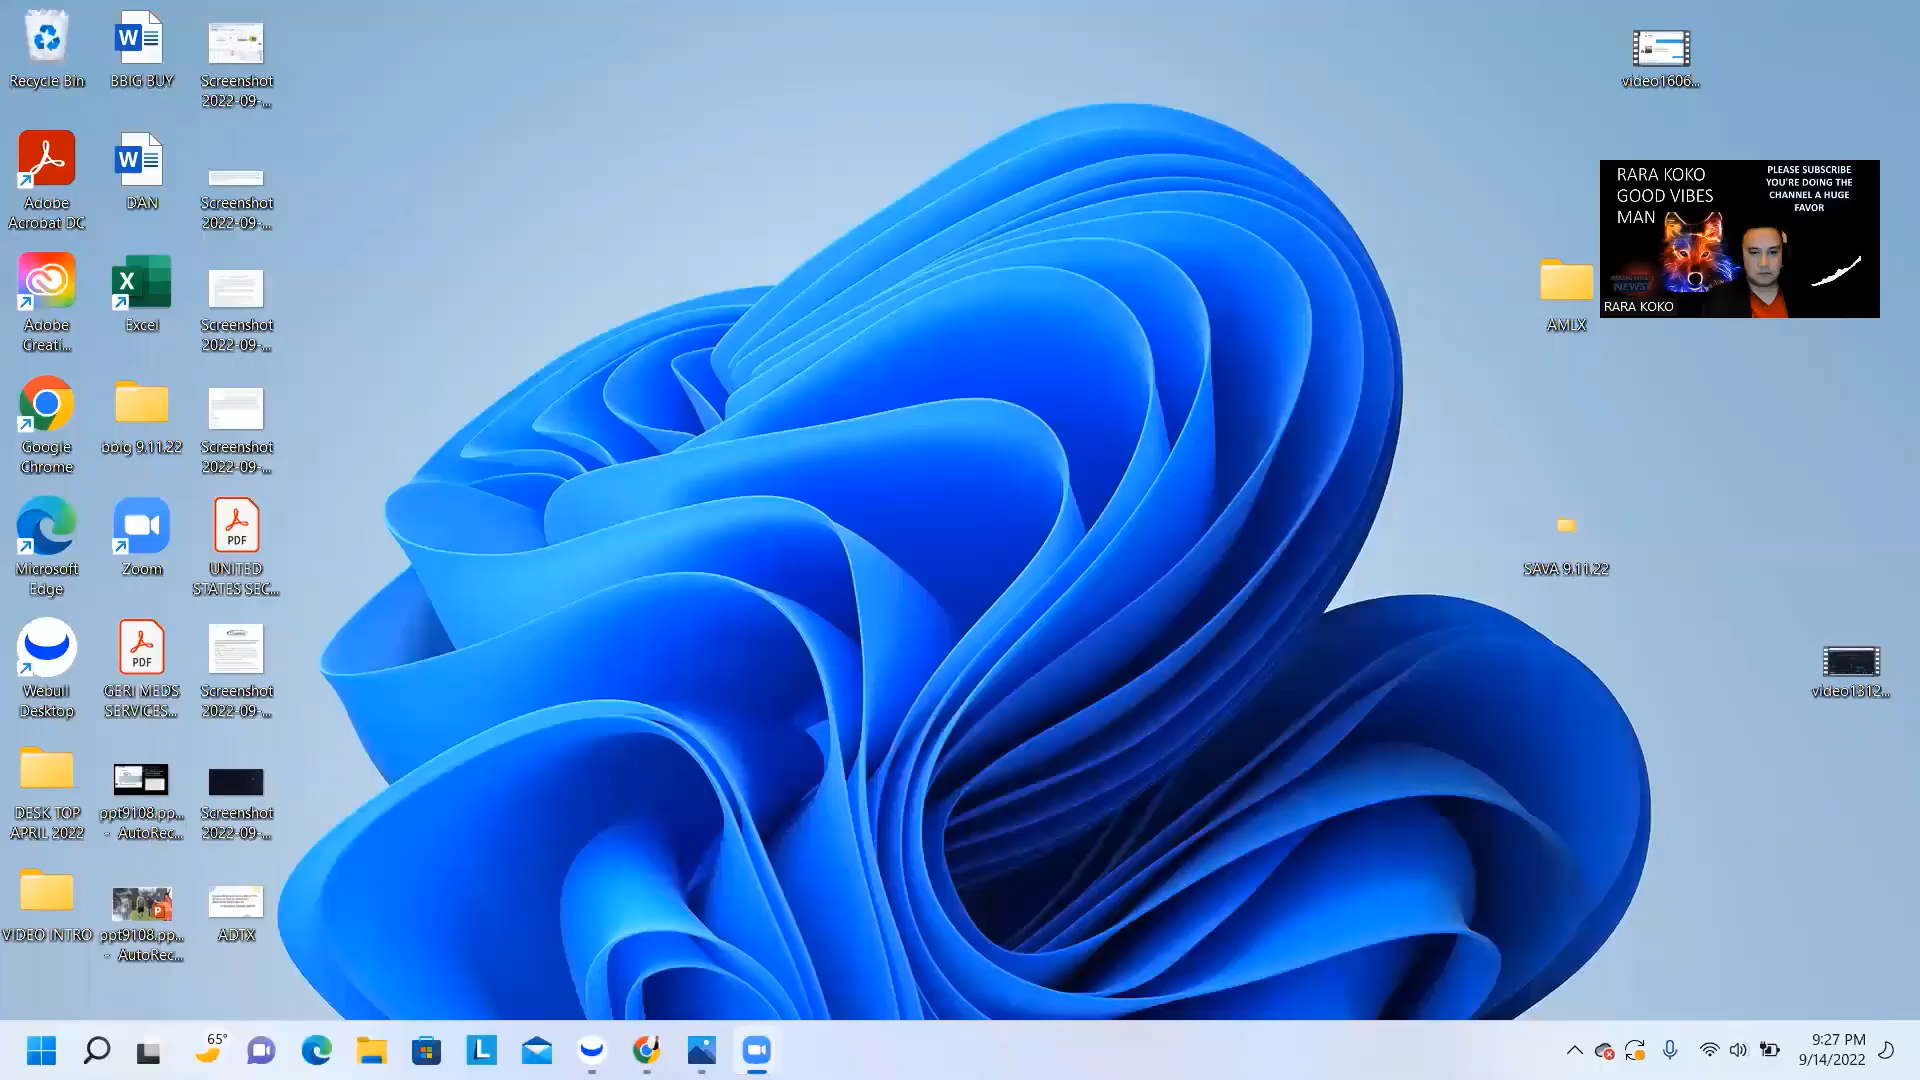 Recycle Bin
BBIG BUY
Screenshot
2022-09-...
Adobe
Acrobat DC
DAN
Screenshot
2022-09-...
Adobe
Creati...
Excel
Screenshot
2022-09-...
Google
Chrome
bbig 9.11.22
Screenshot
2022-09-...
Microsoft
Edge
Zoom
PDF
UNITED
STATES SEC...
Webull
Desktop
PDF
GERI MEDS
SERVICES...
Screenshot
2022-09-...
DESK TOP
APRIL 2022
ppt9108.pp...
- AutoRec...
Screenshot
2022-09-...
VIDEO INTRO
ppt9108.pp...
- AutoRec...
ADTX
video1606...
RARA KOKO
GOOD VIBES
MAN
PLEASE SUBSCRIBE
YOU'RE DOING THE
CHANNEL A HUGE
FAVOR
NEWS
RARA KOKO
AMLX
SAVA 9.11.22
video1312...
65°
9:27 PM
9/14/2022